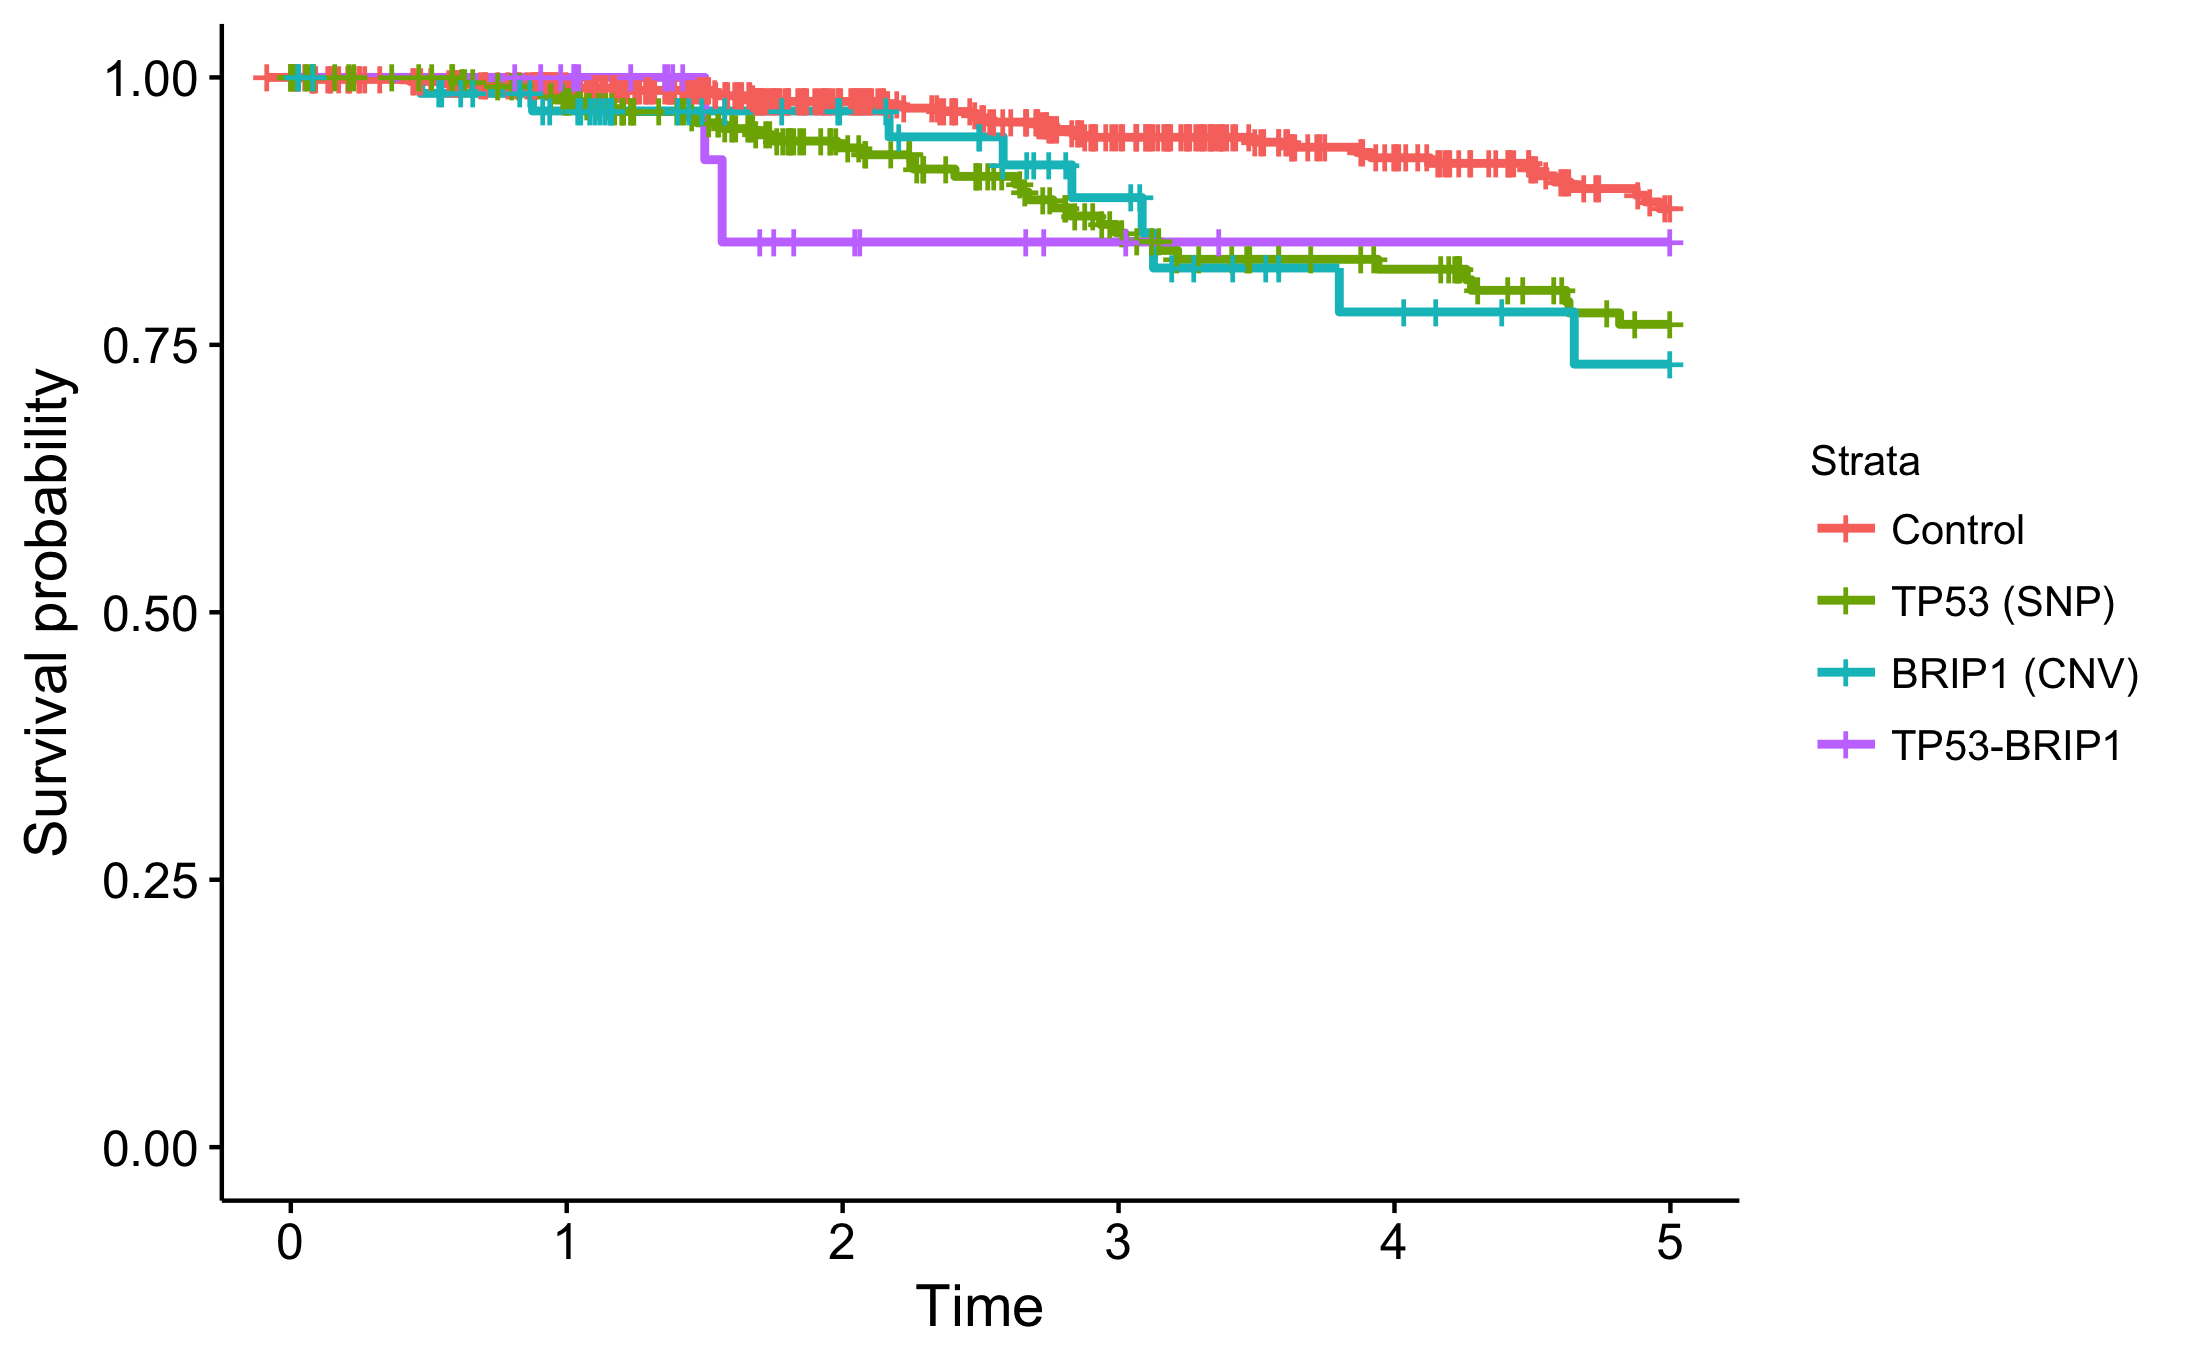 1.00
0.75
0.50
0.25
0.00
Survival probability
0 1 2 3 4 5
Time
Strata
Control
TP53 (SNP)
BRIP1 (CNV)
TP53-BRIP1